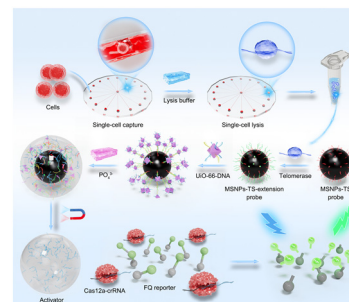 Cells
Single-cell capture
Lysis buffer
Single-cell lysis
PO₄³⁻
UiO-66-DNA
MSNPs-TS-extension
probe
Telomerase
MSNPs-TS
probe
Activator
Cas12a-crRNA
FQ reporter